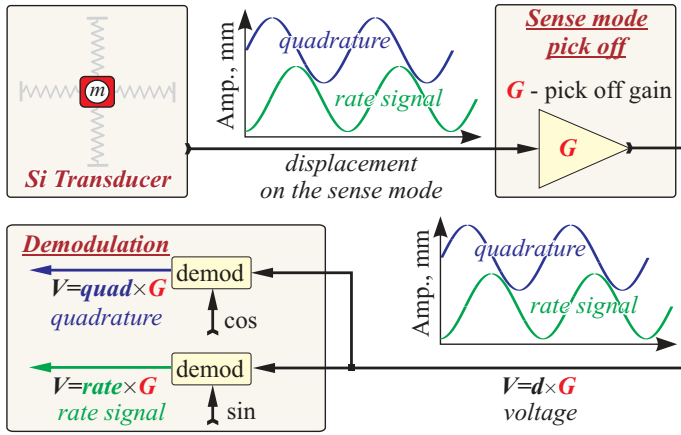 m
Si Transducer
Amp., mm
quadrature
rate signal
displacement
on the sense mode
Sense mode
pick off
G - pick off gain
G
Demodulation
demod
V=quad×G
quadrature
cos
demod
V=rate×G
rate signal
sin
Amp., mm
quadrature
rate signal
V=d×G
voltage